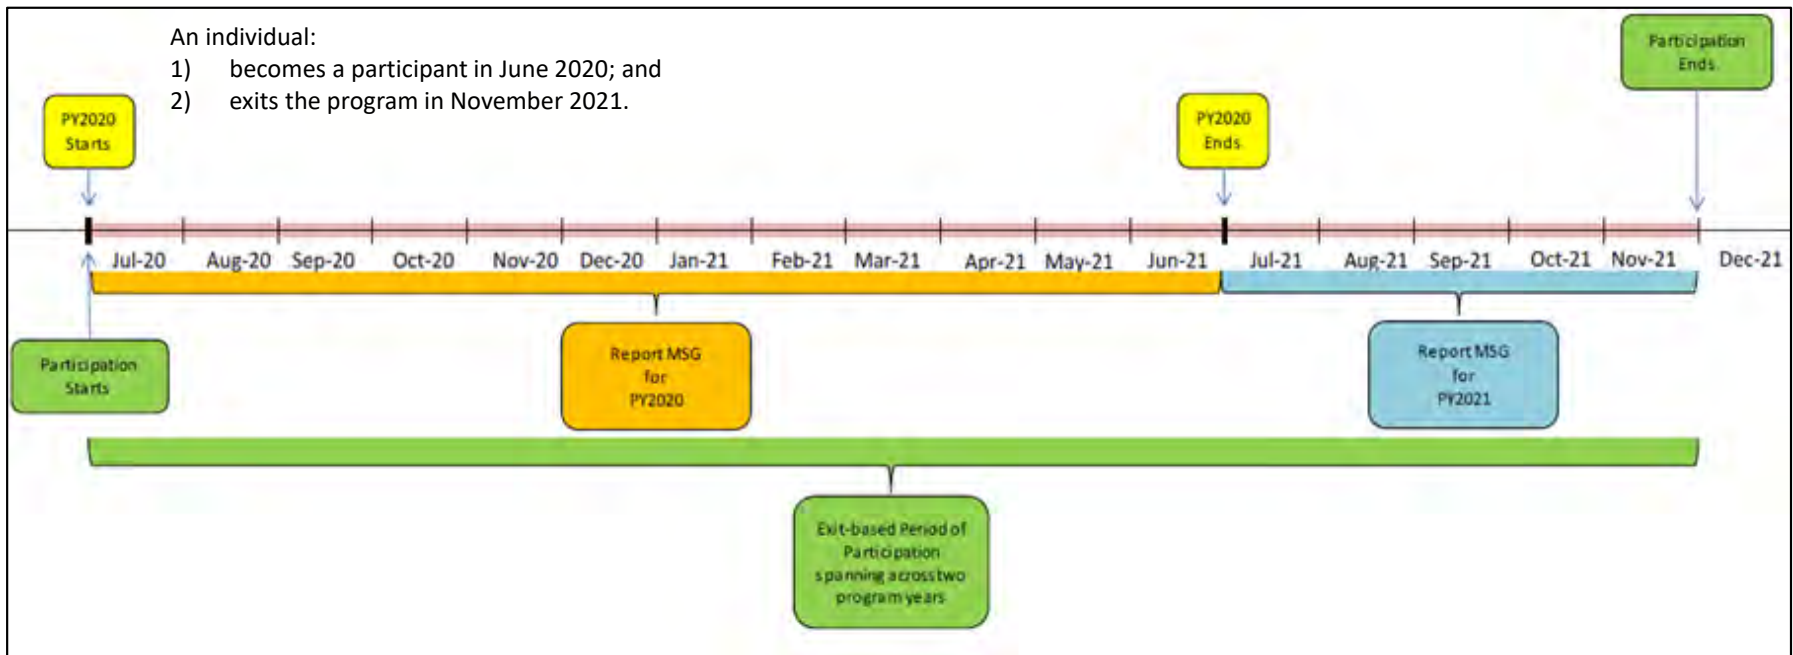 An individual:
1) becomes a participant in June 2020; and
2) exits the program in November 2021.
Participation
Ends
PY2020
Starts
PY2020
Ends
Jul-20 Aug-20 Sep-20 Oct-20 Nov-20 Dec-20 Jan-21 Feb-21 Mar-21 Apr-21 May-21 Jun-21 Jul-21 Aug-21 Sep-21 Oct-21 Nov-21 Dec-21
Participation
Starts
Report MSG
for
PY2020
Report MSG
for
PY2021
Exit-based Period of
Participation
spanning across two
program years